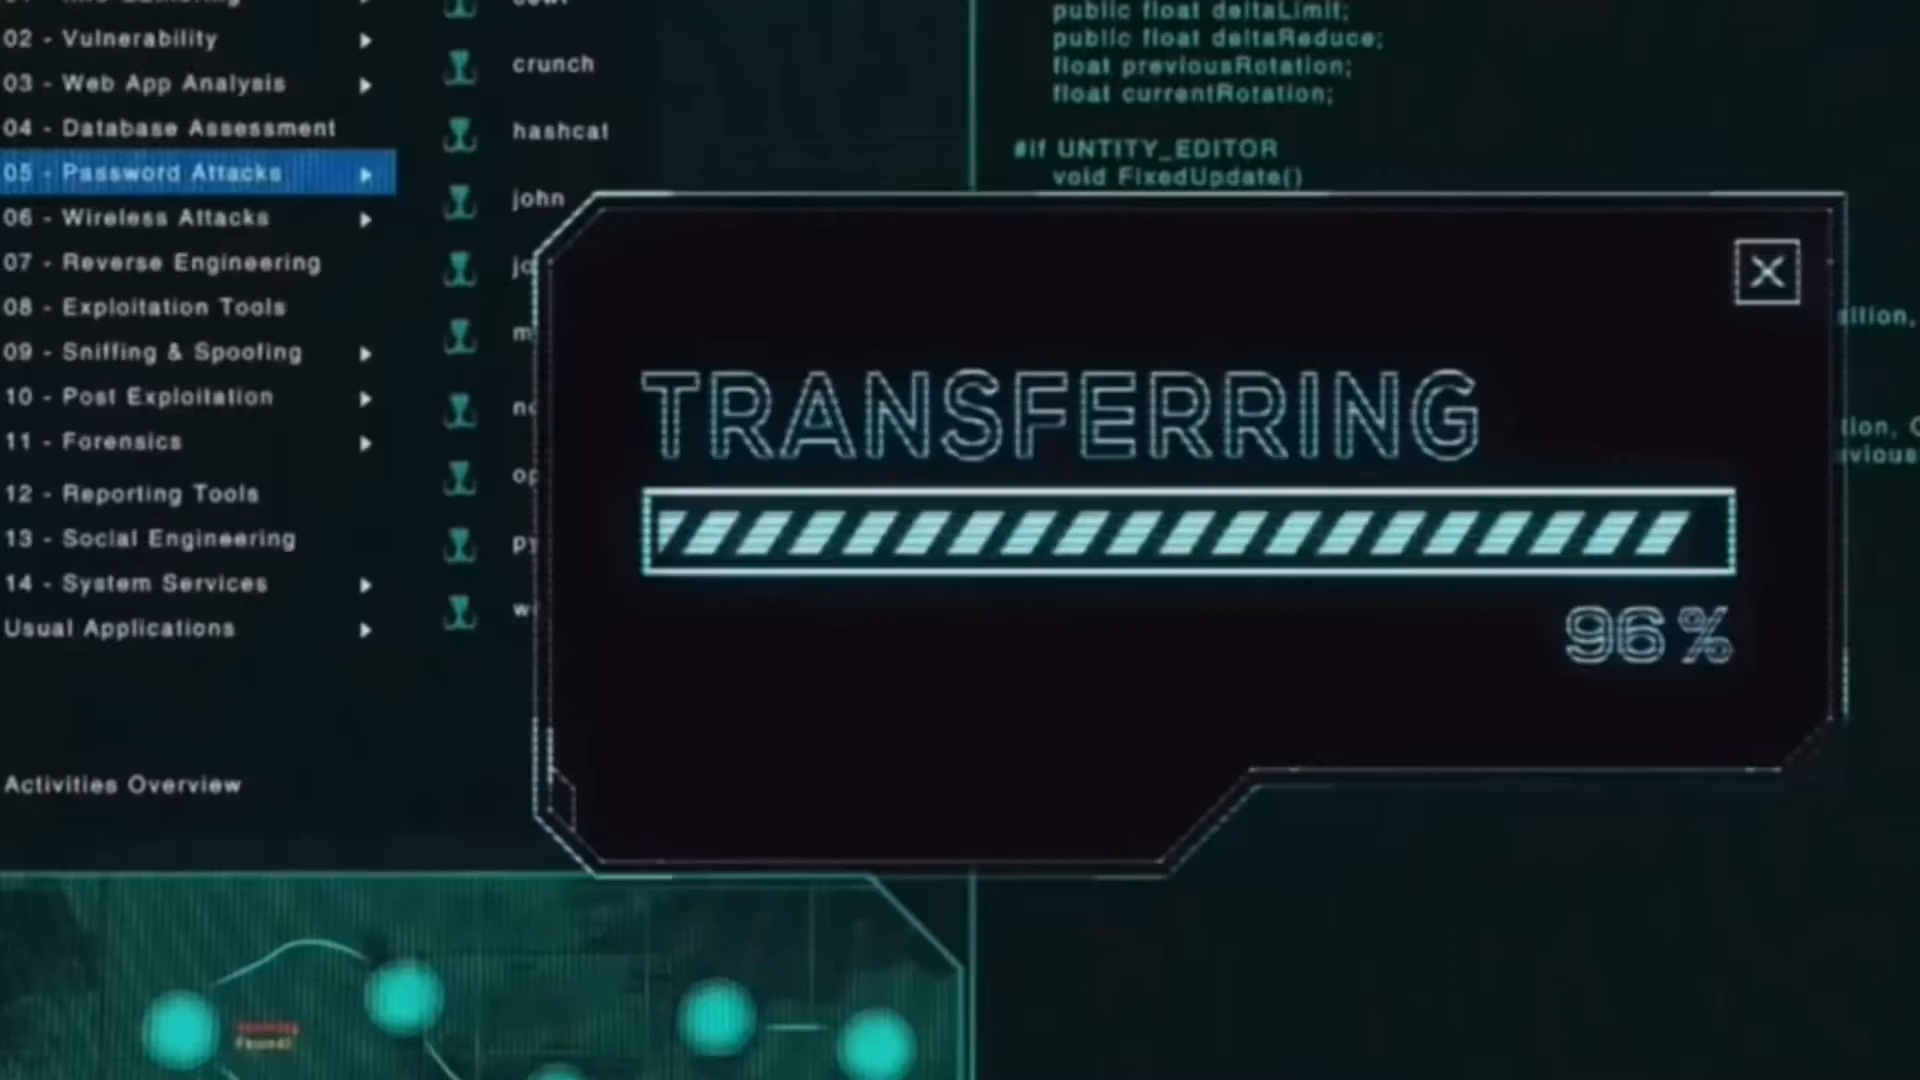 02 - Vulnerability
03 - Web App Analysis
04 - Database Assessment
05 - Password Attacks
06 - Wireless Attacks
07 - Reverse Engineering
08 - Exploitation Tools
09 - Sniffing & Spoofing
10 - Post Exploitation
11 - Forensics
12 - Reporting Tools
13 - Social Engineering
14 - System Services
Usual Applications
Activities Overview
crunch
hashcat
john
public float deltaLimit;
public float deltaReduce;
float previousRotation;
float currentRotation;
#if UNTITY_EDITOR
void FixedUpdate()
TRANSFERRING
96 %